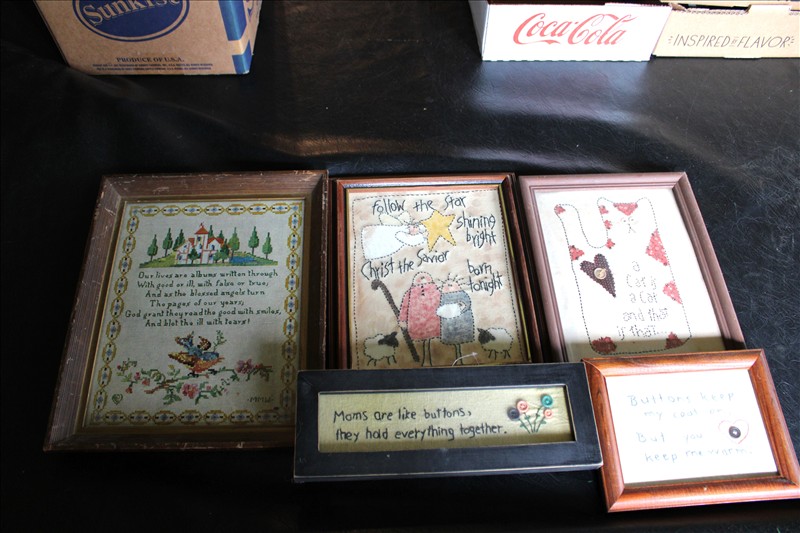 Sunkist
PRODUCE OF U.S.A.
Coca-Cola
INSPIRED FLAVOR
Our lives are albums written through
With good or ill, with false or true;
And as the blessed angels turn
The pages of our years;
God grant they read the good with smiles,
And blot the ill with tears!
Follow the Star
shining
bright
Christ the Savior
born
tonight
a
Cat is
a Cat
and that
is that...
Moms are like buttons,
they hold everything together.
Buttons keep
my coat on
But you
keep me warm